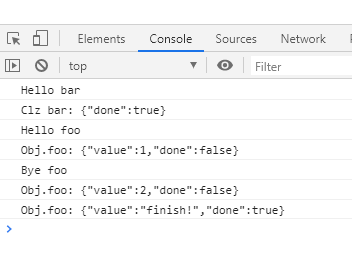 Elements Console Sources Network
top ▼ Filter
Hello bar
Clz bar: {"done":true}
Hello foo
Obj.foo: {"value":1,"done":false}
Bye foo
Obj.foo: {"value":2,"done":false}
Obj.foo: {"value":"finish!","done":true}
>